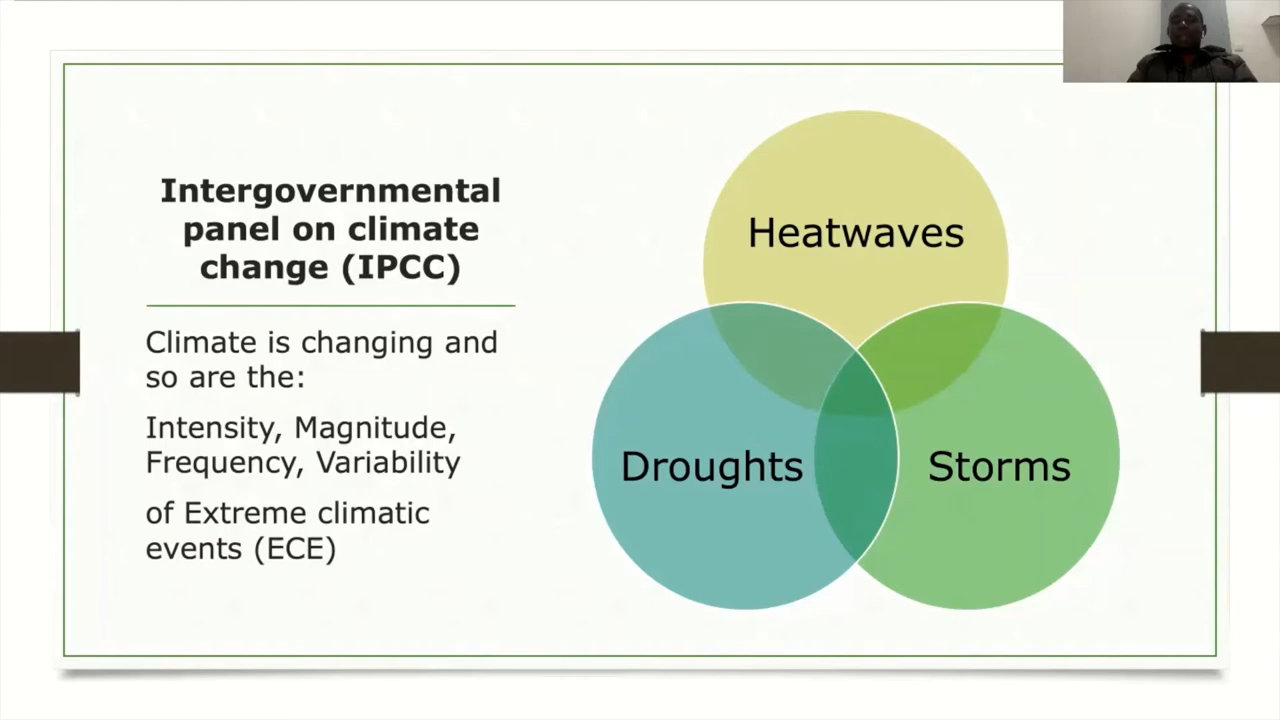 Intergovernmental
panel on climate
change (IPCC)
Climate is changing and
so are the:
Intensity, Magnitude,
Frequency, Variability
of Extreme climatic
events (ECE)
Heatwaves
Droughts
Storms